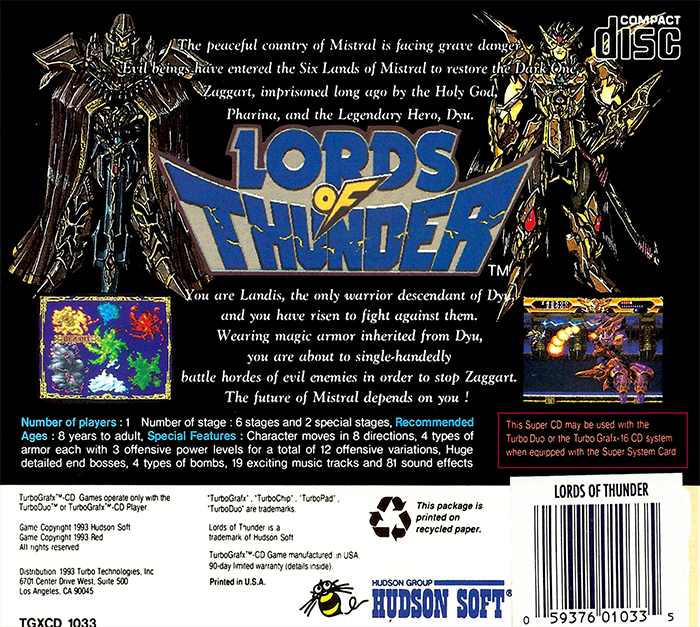 COMPACT
disc
The peaceful country of Mistral is facing grave danger.
Evil beings have entered the Six Lands of Mistral to restore the Dark One,
Zaggart, imprisoned long ago by the Holy God,
Pharina, and the Legendary Hero, Dyu.
LORDS
OF
THUNDER
TM
You are Landis, the only warrior descendant of Dyu,
and you have risen to fight against them.
Wearing magic armor inherited from Dyu,
you are about to single-handedly
battle hordes of evil enemies in order to stop Zaggart.
The future of Mistral depends on you !
Number of players : 1 Number of stage : 6 stages and 2 special stages, Recommended
Ages : 8 years to adult, Special Features : Character moves in 8 directions, 4 types of
armor each with 3 offensive power levels for a total of 12 offensive variations, Huge
detailed end bosses, 4 types of bombs, 19 exciting music tracks and 81 sound effects
This Super CD may be used with the
Turbo Duo or the Turbo Grafx-16 CD system
when equipped with the Super System Card.
TurboGrafx™-CD Games operate only with the
TurboDuo™ or TurboGrafx™-CD Player.
Game Copyright 1993 Hudson Soft
Game Copyright 1993 Red
All rights reserved
Distribution 1993 Turbo Technologies, Inc
6701 Center Drive West, Suite 500
Los Angeles, CA 90045
TGXCD 1033
"TurboGrafx", "TurboChip", "TurboPad",
"TurboDuo" are trademarks.
Lords of Thunder is a
trademark of Hudson Soft
TurboGrafx™-CD Game manufactured in USA.
90-day limited warranty (details inside).
Printed in U.S.A.
This package is
printed on
recycled paper.
HUDSON GROUP
HUDSON SOFT®
LORDS OF THUNDER
0 59376 01033 5